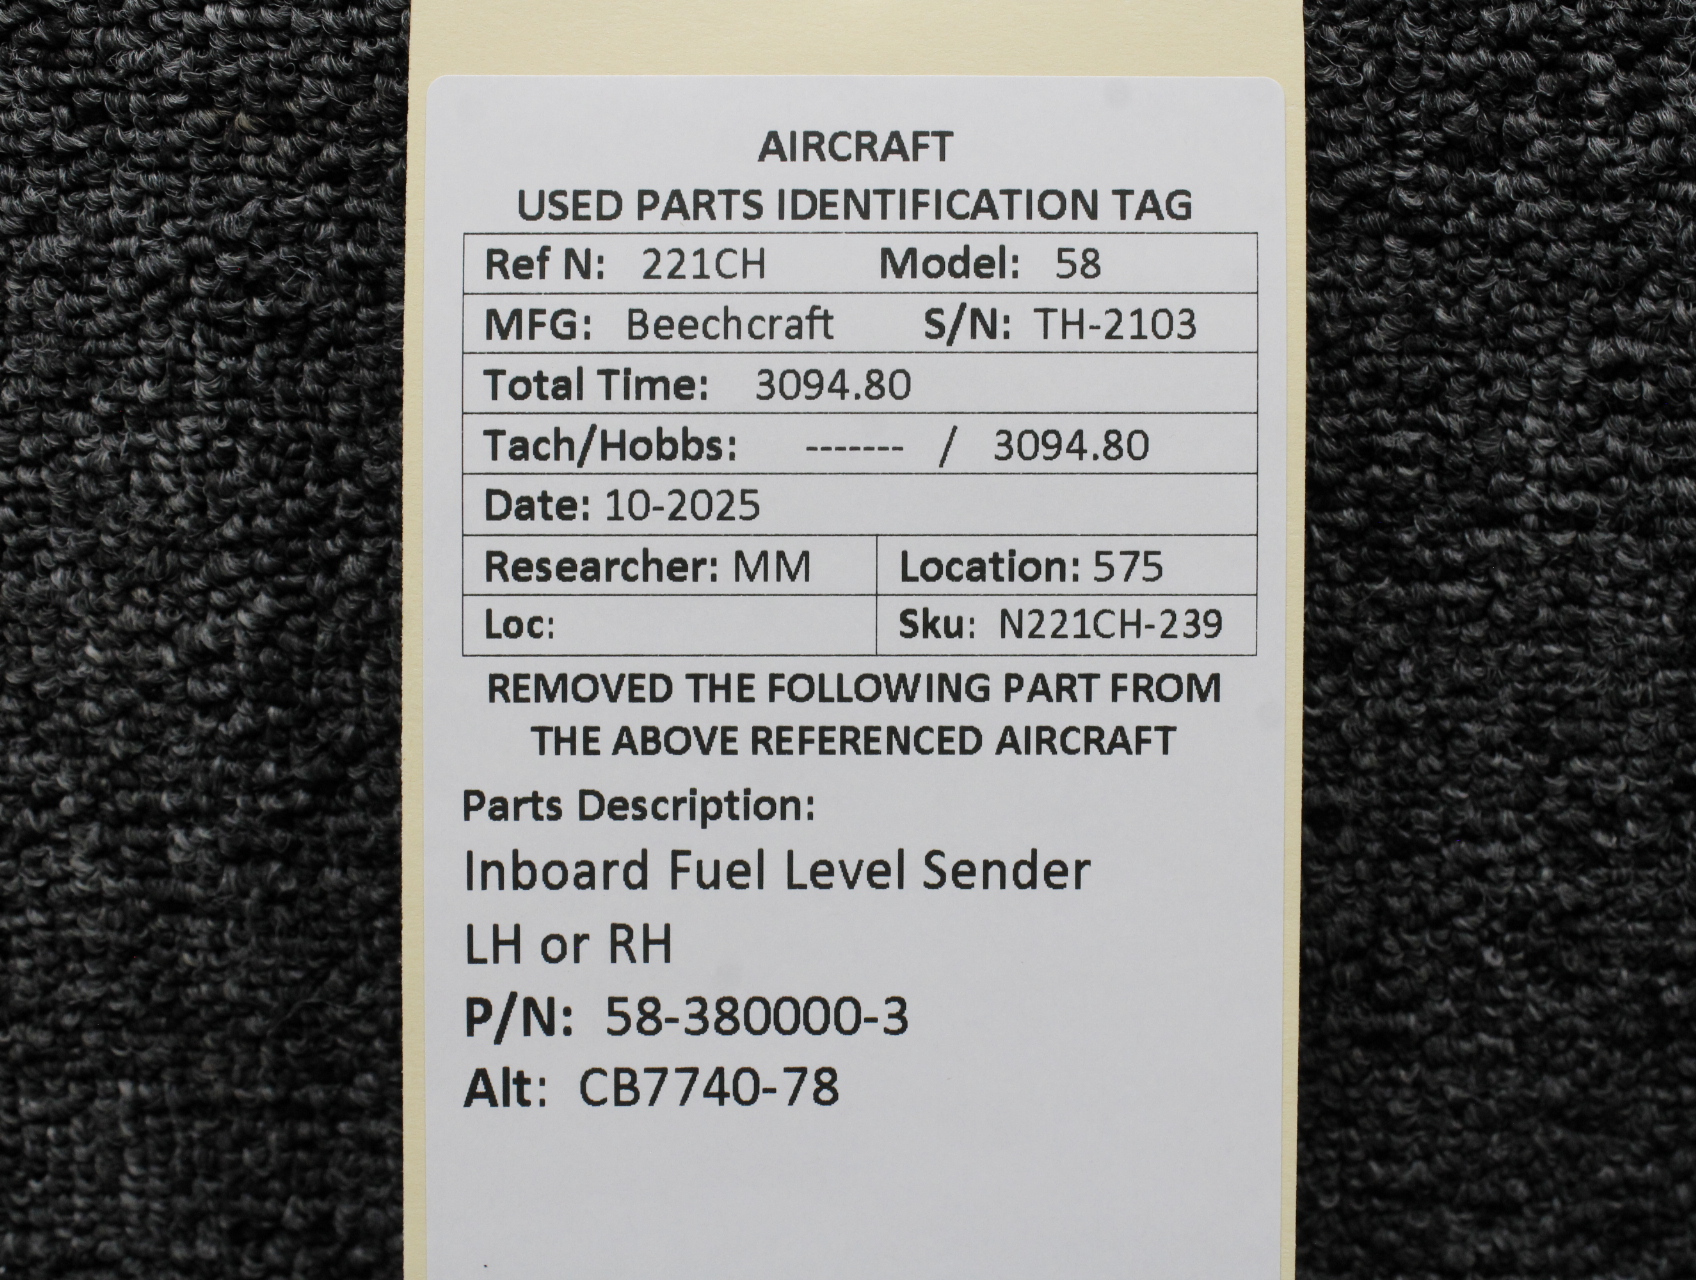 AIRCRAFT
USED PARTS IDENTIFICATION TAG
Ref N: 221CH Model: 58
MFG: Beechcraft S/N: TH-2103
Total Time: 3094.80
Tach/Hobbs: ------- / 3094.80
Date: 10-2025
Researcher: MM Location: 575
Loc: Sku: N221CH-239
REMOVED THE FOLLOWING PART FROM
THE ABOVE REFERENCED AIRCRAFT
Parts Description:
Inboard Fuel Level Sender
LH or RH
P/N: 58-380000-3
Alt: CB7740-78